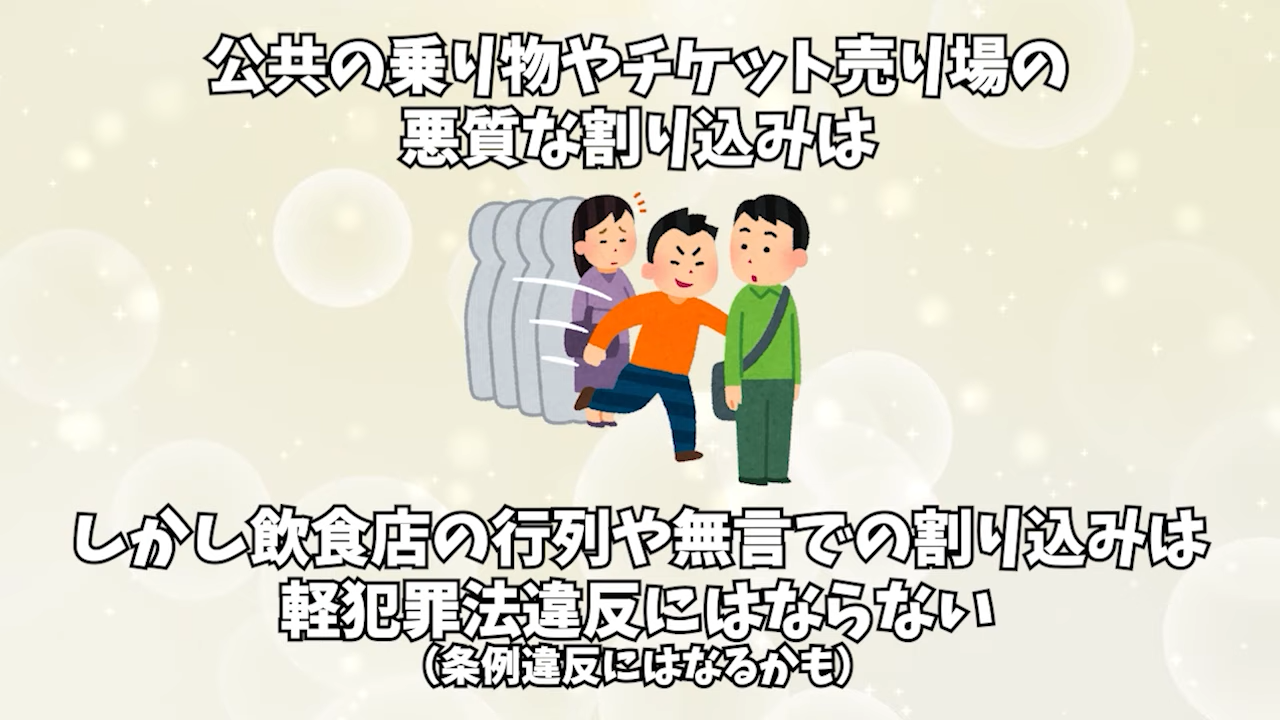 公共の乗り物やチケット売り場の
悪質な割り込みは
しかし飲食店の行列や無言での割り込みは
軽犯罪法違反にはならない
（条例違反にはなるかも）